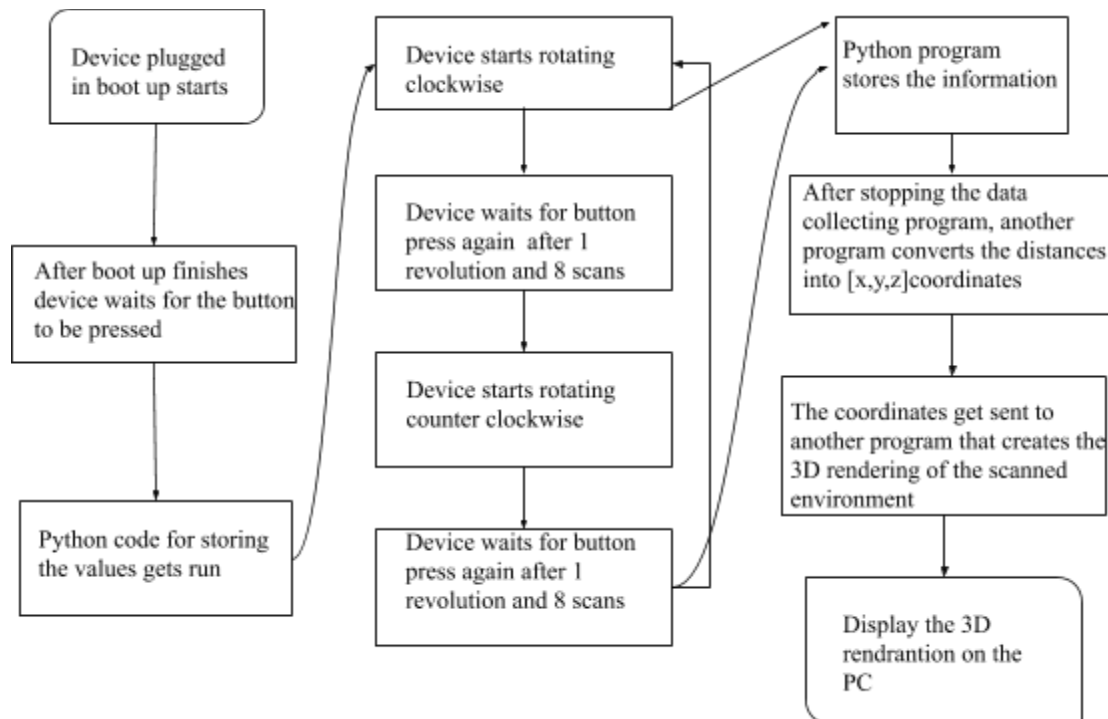 Device plugged
in boot up starts
After boot up finishes
device waits for the button
to be pressed
Python code for storing
the values gets run
Device starts rotating
clockwise
Device waits for button
press again after 1
revolution and 8 scans
Device starts rotating
counter clockwise
Device waits for button
press again after 1
revolution and 8 scans
Python program
stores the information
After stopping the data
collecting program, another
program converts the distances
into [x,y,z]coordinates
The coordinates get sent to
another program that creates the
3D rendering of the scanned
environment
Display the 3D
rendrantion on the
PC